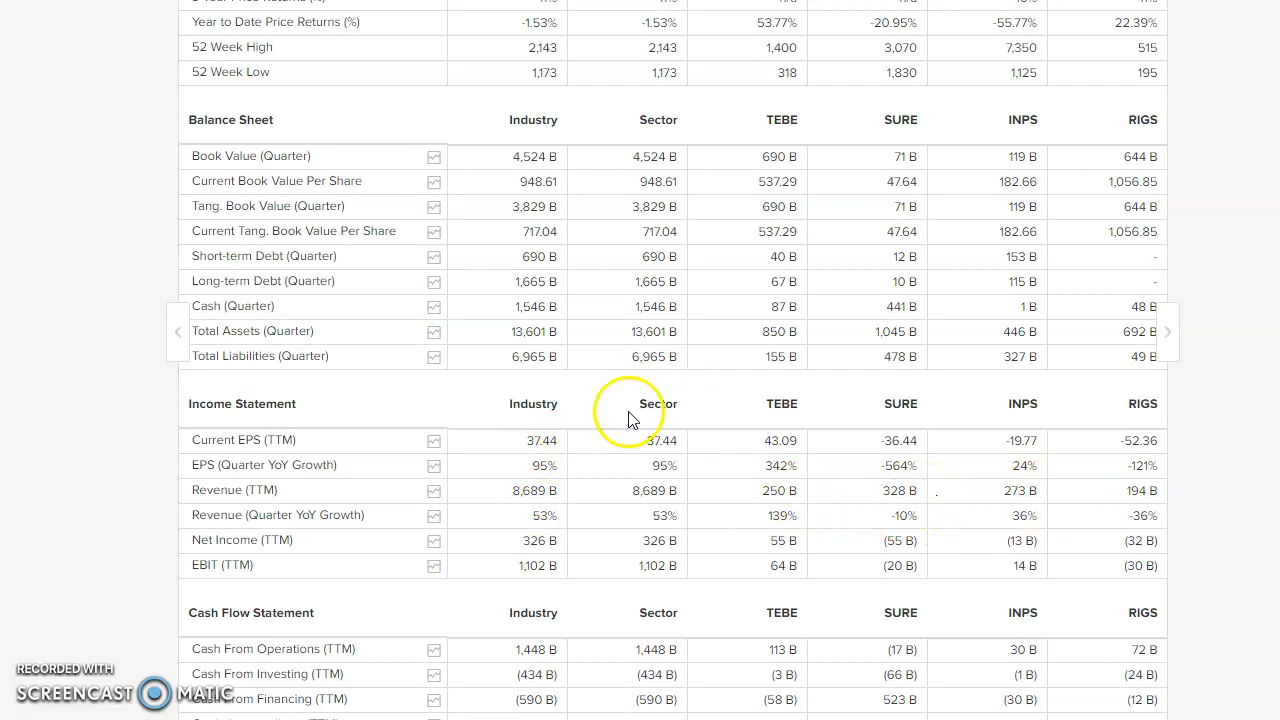 Year to Date Price Returns (%) -1.53% -1.53% 53.77% -20.95% -55.77% 22.39%
52 Week High 2,143 2,143 1,400 3,070 7,350 515
52 Week Low 1,173 1,173 318 1,830 1,125 195
Balance Sheet Industry Sector TEBE SURE INPS RIGS
Book Value (Quarter) 4,524 B 4,524 B 690 B 71 B 119 B 644 B
Current Book Value Per Share 948.61 948.61 537.29 47.64 182.66 1,056.85
Tang. Book Value (Quarter) 3,829 B 3,829 B 690 B 71 B 119 B 644 B
Current Tang. Book Value Per Share 717.04 717.04 537.29 47.64 182.66 1,056.85
Short-term Debt (Quarter) 690 B 690 B 40 B 12 B 153 B -
Long-term Debt (Quarter) 1,665 B 1,665 B 67 B 10 B 115 B -
Cash (Quarter) 1,546 B 1,546 B 87 B 441 B 1 B 48 B
Total Assets (Quarter) 13,601 B 13,601 B 850 B 1,045 B 446 B 692 B
Total Liabilities (Quarter) 6,965 B 6,965 B 155 B 478 B 327 B 49 B
Income Statement Industry Sector TEBE SURE INPS RIGS
Current EPS (TTM) 37.44 37.44 43.09 -36.44 -19.77 -52.36
EPS (Quarter YoY Growth) 95% 95% 342% -564% 24% -121%
Revenue (TTM) 8,689 B 8,689 B 250 B 328 B 273 B 194 B
Revenue (Quarter YoY Growth) 53% 53% 139% -10% 36% -36%
Net Income (TTM) 326 B 326 B 55 B (55 B) (13 B) (32 B)
EBIT (TTM) 1,102 B 1,102 B 64 B (20 B) 14 B (30 B)
Cash Flow Statement Industry Sector TEBE SURE INPS RIGS
Cash From Operations (TTM) 1,448 B 1,448 B 113 B (17 B) 30 B 72 B
Cash From Investing (TTM) (434 B) (434 B) (3 B) (66 B) (1 B) (24 B)
From Financing (TTM) (590 B) (590 B) (58 B) 523 B (30 B) (12 B)
RECORDED WITH
SCREENCAST MATIC